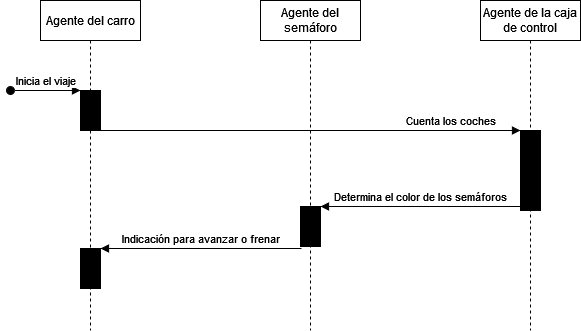 Agente del carro
Agente del
semáforo
Agente de la caja
de control
Inicia el viaje
Cuenta los coches
Determina el color de los semáforos
Indicación para avanzar o frenar